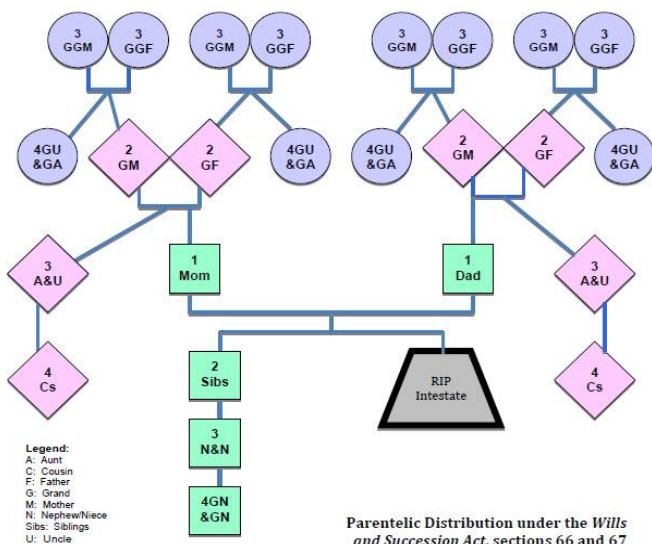 3
GGM
3
GGF
3
GGM
3
GGF
3
GGM
3
GGF
3
GGM
3
GGF
4GU
&GA
2
GM
2
GF
4GU
&GA
4GU
&GA
2
GM
2
GF
4GU
&GA
3
A&U
1
Mom
1
Dad
3
A&U
4
Cs
2
Sibs
RIP
Intestate
4
Cs
3
N&N
4GN
&GN
Legend:
A: Aunt
C: Cousin
F: Father
G: Grand
M: Mother
N: Nephew/Niece
Sibs: Siblings
U: Uncle
Parentelic Distribution under the Wills
and Succession Act, sections 66 and 67